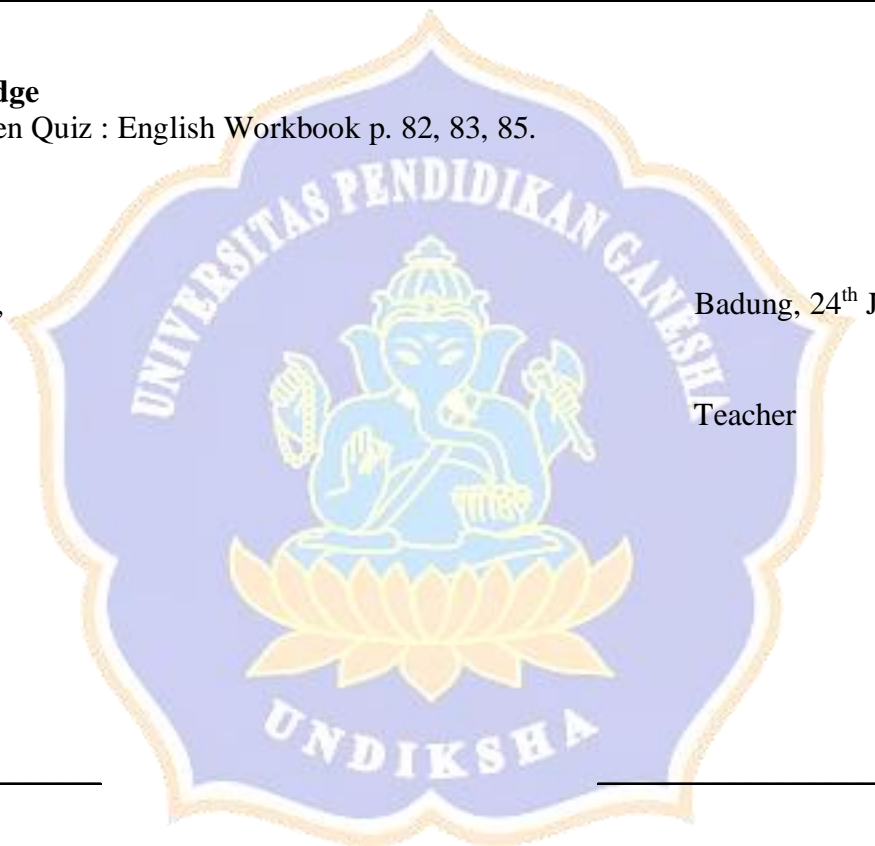 dge
en Quiz : English Workbook p. 82, 83, 85.
UNIVERSITAS PENDIDIKAN GANESHA
, Badung, 24th J
Teacher
UNDIKSHA